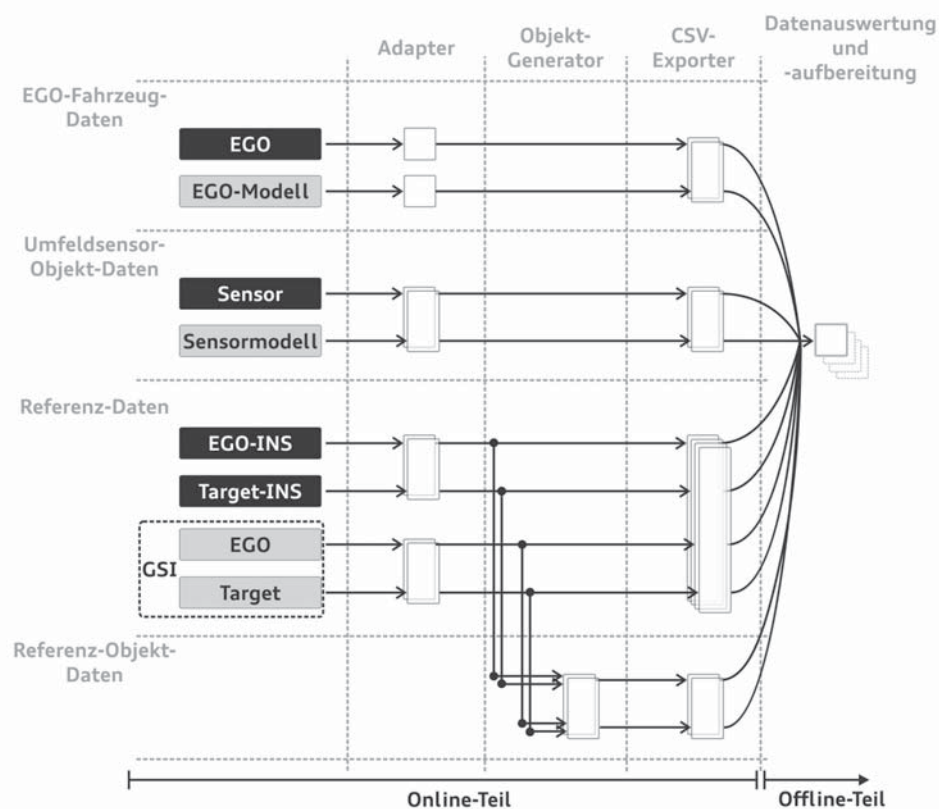 Adapter
Objekt-
Generator
CSV-
Exporter
Datenauswertung
und
-aufbereitung
EGO-Fahrzeug-
Daten
EGO
EGO-Modell
Umfeldsensor-
Objekt-Daten
Sensor
Sensormodell
Referenz-Daten
EGO-INS
Target-INS
GSI
EGO
Target
Referenz-Objekt-
Daten
Online-Teil
Offline-Teil